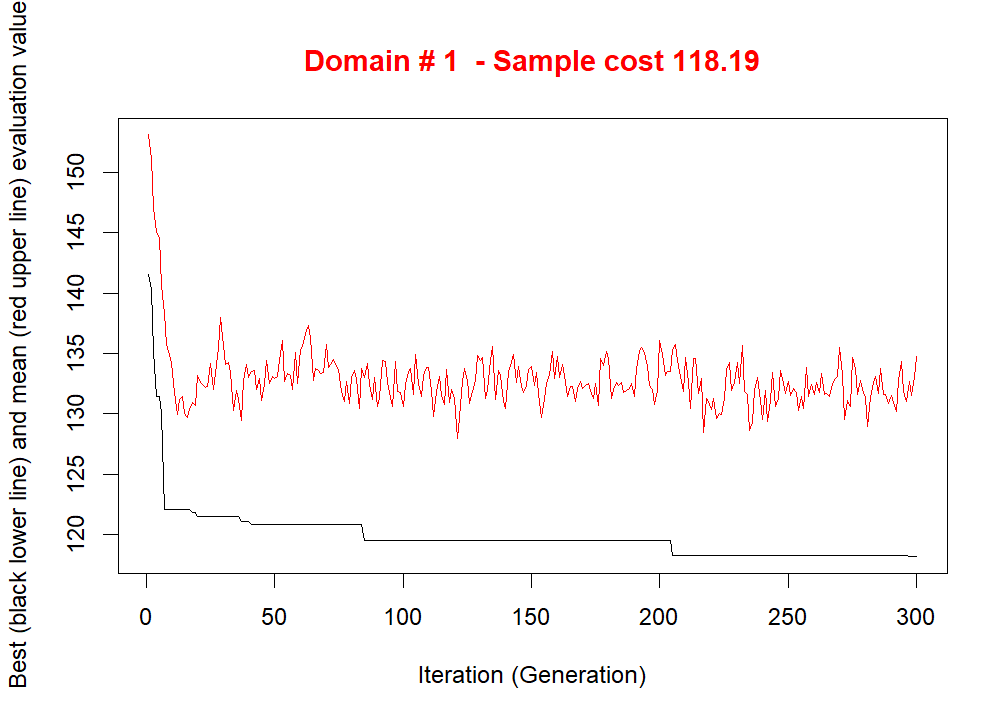 Domain # 1  - Sample cost 118.19
Best (black lower line) and mean (red upper line) evaluation value
150
145
140
135
130
125
120
0 50 100 150 200 250 300
Iteration (Generation)